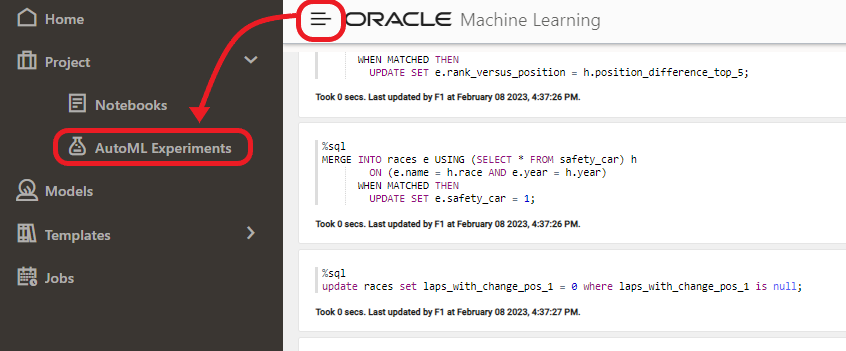 Home
Project
Notebooks
AutoML Experiments
Models
Templates
Jobs
ORACLE Machine Learning
WHEN MATCHED THEN
UPDATE SET e.rank_versus_position = h.position_difference_top_5;
Took 0 secs. Last updated by F1 at February 08 2023, 4:37:26 PM.
%sql
MERGE INTO races e USING (SELECT * FROM safety_car) h
ON (e.name = h.race AND e.year = h.year)
WHEN MATCHED THEN
UPDATE SET e.safety_car = 1;
Took 0 secs. Last updated by F1 at February 08 2023, 4:37:26 PM.
%sql
update races set laps_with_change_pos_1 = 0 where laps_with_change_pos_1 is null;
Took 0 secs. Last updated by F1 at February 08 2023, 4:37:27 PM.